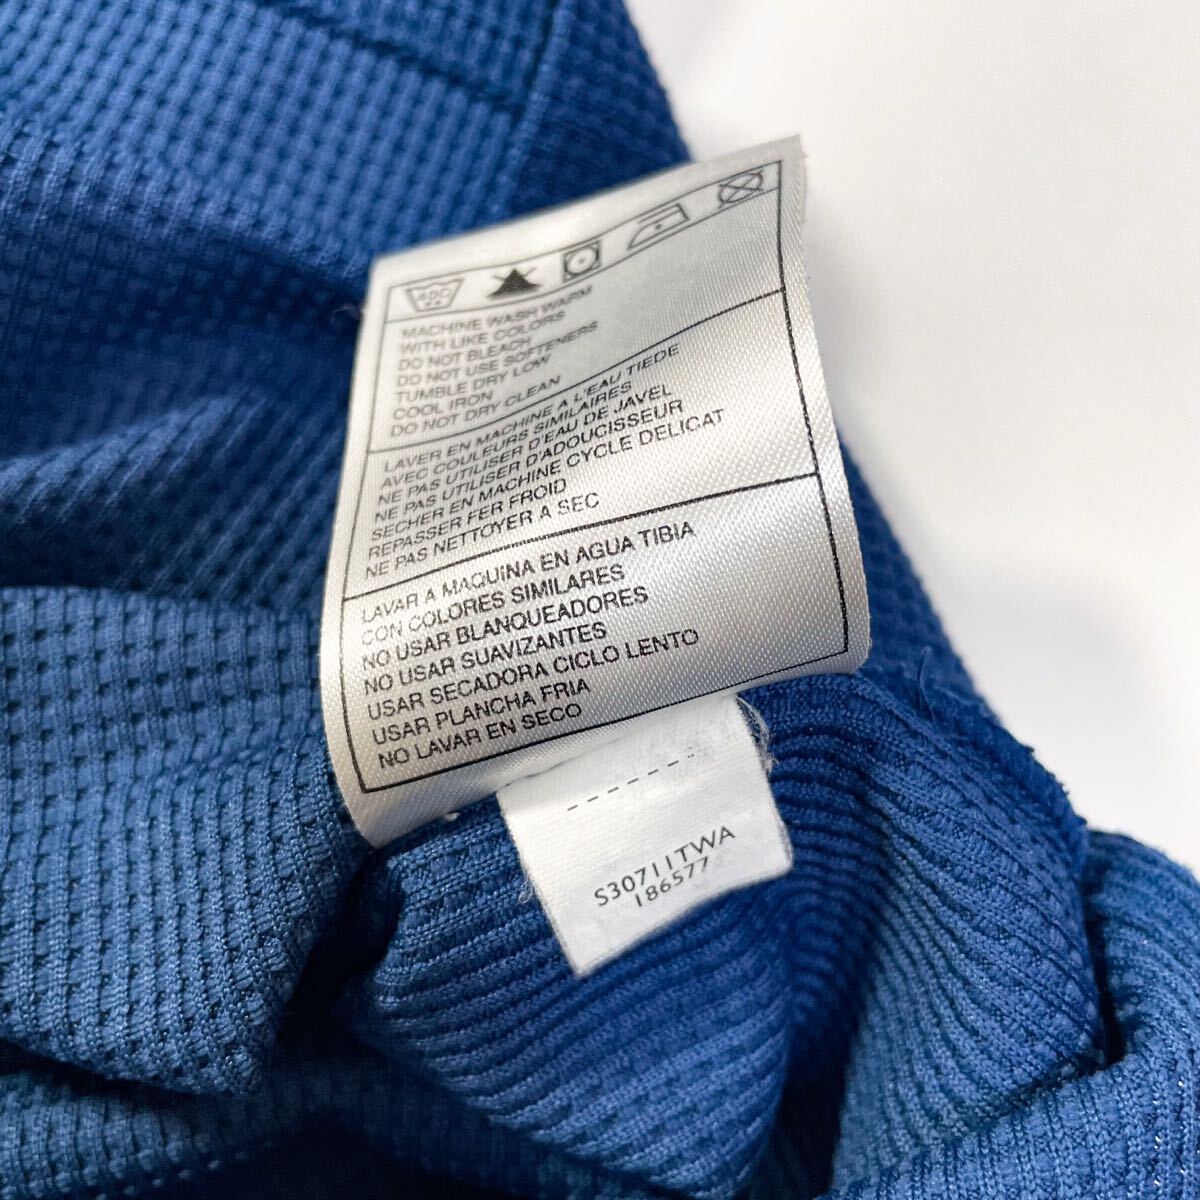 MACHINE WASH WARM
WITH LIKE COLORS
DO NOT BLEACH
DO NOT USE SOFTENERS
TUMBLE DRY LOW
COOL IRON
DO NOT DRY CLEAN
LAVER EN MACHINE A L'EAU TIEDE
AVEC COULEURS SIMILAIRES
NE PAS UTILISER D'EAU DE JAVEL
NE PAS UTILISER D'ADOUCISSEUR
SECHER EN MACHINE CYCLE DELICAT
REPASSER FER FROID
NE PAS NETTOYER A SEC
LAVAR A MAQUINA EN AGUA TIBIA
CON COLORES SIMILARES
NO USAR BLANQUEADORES
NO USAR SUAVIZANTES
USAR SECADORA CICLO LENTO
USAR PLANCHA FRIA
NO LAVAR EN SECO
S30711TWA
186577